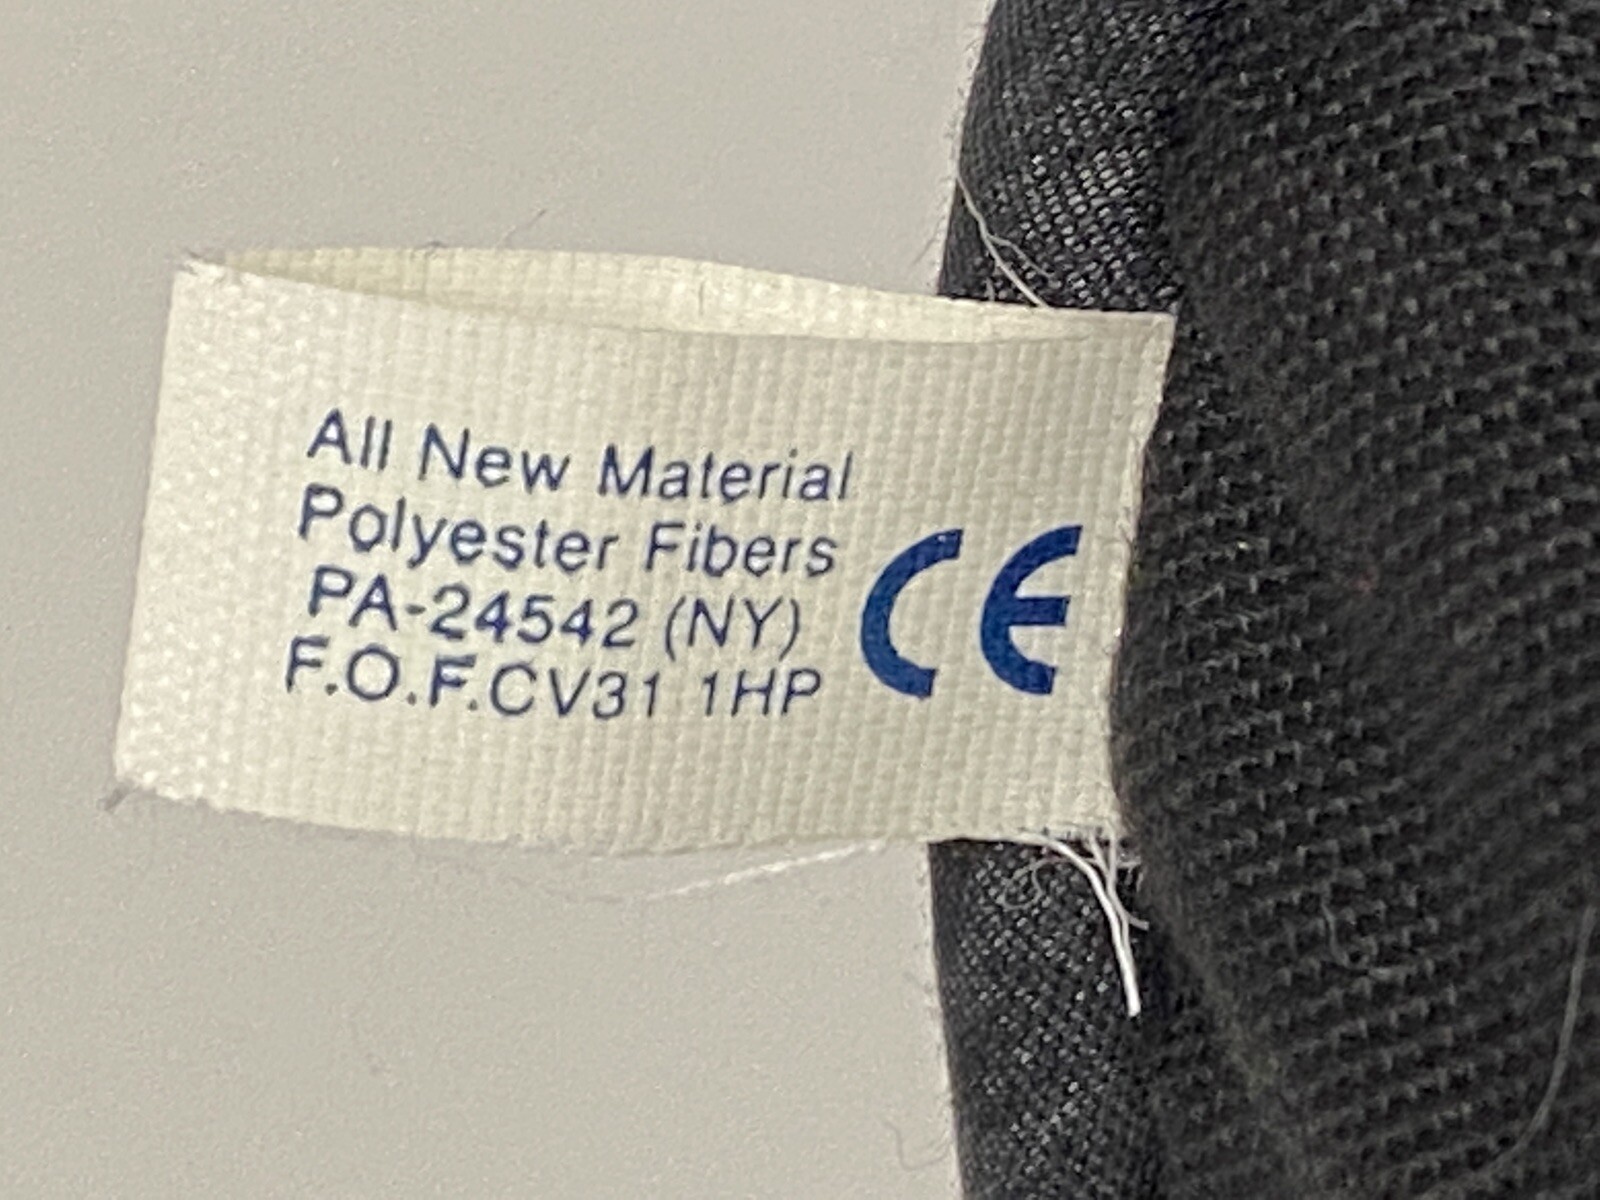 All New Material
Polyester Fibers
PA-24542 (NY)
F.O.F.CV31 1HP
CE